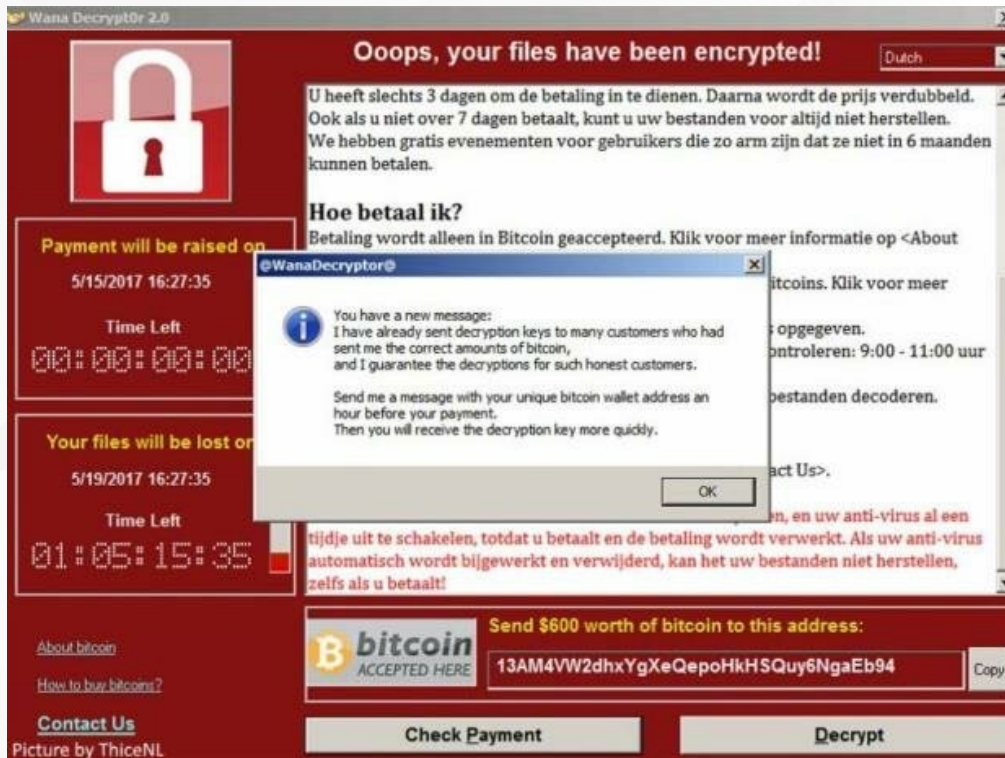 Wana Decrypt0r 2.0
Ooops, your files have been encrypted!
Dutch
U heeft slechts 3 dagen om de betaling in te dienen. Daarna wordt de prijs verdubbeld.
Ook als u niet over 7 dagen betaalt, kunt u uw bestanden voor altijd niet herstellen.
We hebben gratis evenementen voor gebruikers die zo arm zijn dat ze niet in 6 maanden
kunnen betalen.
Hoe betaal ik?
Betaling wordt alleen in Bitcoin geaccepteerd. Klik voor meer informatie op <About
itcoins. Klik voor meer
opgegeven.
ontroleren: 9:00 - 11:00 uur
bestanden decoderen.
act Us>.
en, en uw anti-virus al een
tijdje uit te schakelen, totdat u betaalt en de betaling wordt verwerkt. Als uw anti-virus
automatisch wordt bijgewerkt en verwijderd, kan het uw bestanden niet herstellen,
zelfs als u betaalt!
Payment will be raised on
5/15/2017 16:27:35
Time Left
00:00:00:00
Your files will be lost on
5/19/2017 16:27:35
Time Left
01:05:15:35
@WanaDecryptor@
You have a new message:
I have already sent decryption keys to many customers who had
sent me the correct amounts of bitcoin,
and I guarantee the decryptions for such honest customers.
Send me a message with your unique bitcoin wallet address an
hour before your payment.
Then you will receive the decryption key more quickly.
OK
About bitcoin
How to buy bitcoins?
Contact Us
Picture by ThiceNL
bitcoin
ACCEPTED HERE
Send $600 worth of bitcoin to this address:
13AM4VW2dhxYgXeQepoHkHSQuy6NgaEb94
Copy
Check Payment
Decrypt